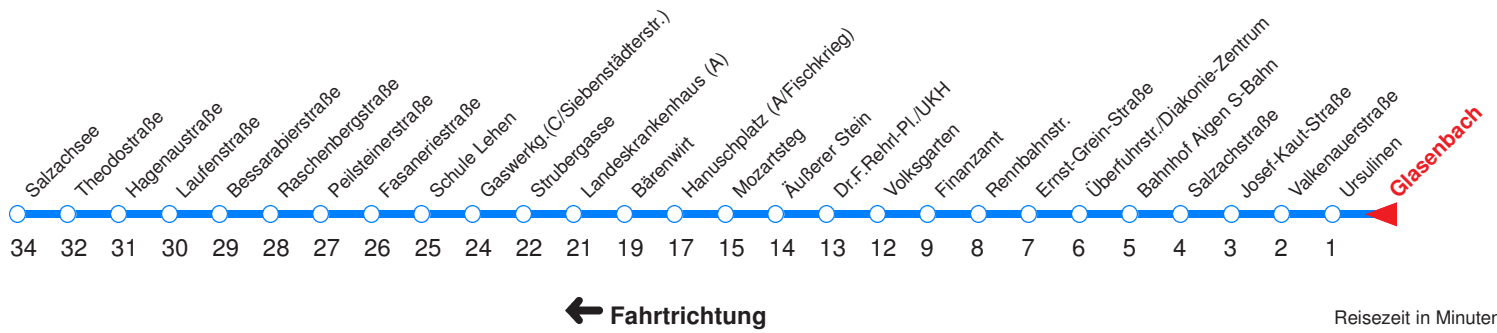 Salzachsee
Theodostraße
Hagenaustraße
Laufenstraße
Bessarabierstraße
Raschenbergstraße
Peilsteinerstraße
Fasaneriestraße
Schule Lehen
Gaswerkg.(C/Siebenstädterstr.)
Strubergasse
Landeskrankenhaus (A)
Bärenwirt
Hanuschplatz (A/Fischkrieg)
Mozartsteg
Äußerer Stein
Dr.F.Rehrl-Pl./UKH
Volksgarten
Finanzamt
Rennbahnstr.
Ernst-Grein-Straße
Überfuhrstr./Diakonie-Zentrum
Bahnhof Aigen S-Bahn
Salzachstraße
Josef-Kaut-Straße
Valkenauerstraße
Ursulinen
Glasenbach
34 32 31 30 29 28 27 26 25 24 22 21 19 17 15 14 13 12 9 8 7 6 5 4 3 2 1
Fahrtrichtung
Reisezeit in Minuter